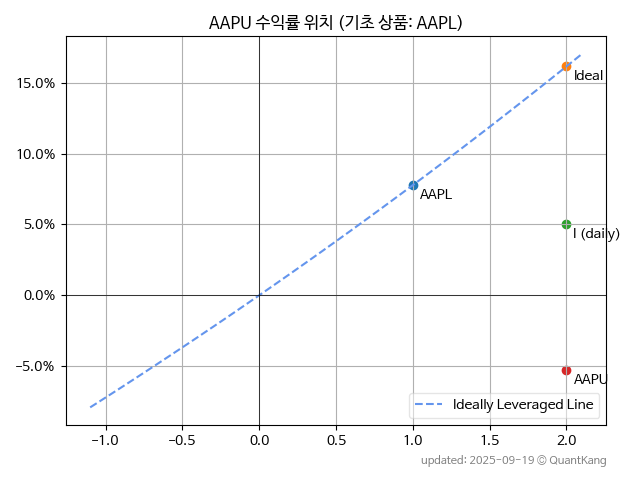 AAPU 수익률 위치 (기초 상품: AAPL)
15.0%
10.0%
5.0%
0.0%
−5.0%
Ideal
AAPL
I (daily)
AAPU
Ideally Leveraged Line
−1.0 −0.5 0.0 0.5 1.0 1.5 2.0
updated: 2025-09-19 © QuantKang